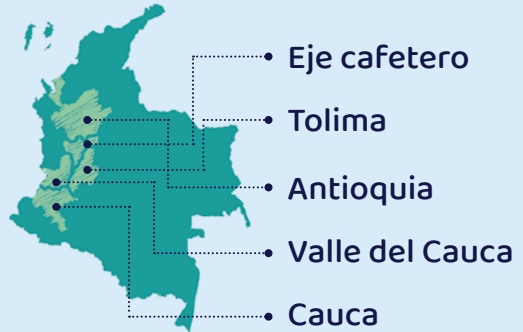 Eje cafetero
Tolima
Antioquia
Valle del Cauca
Cauca